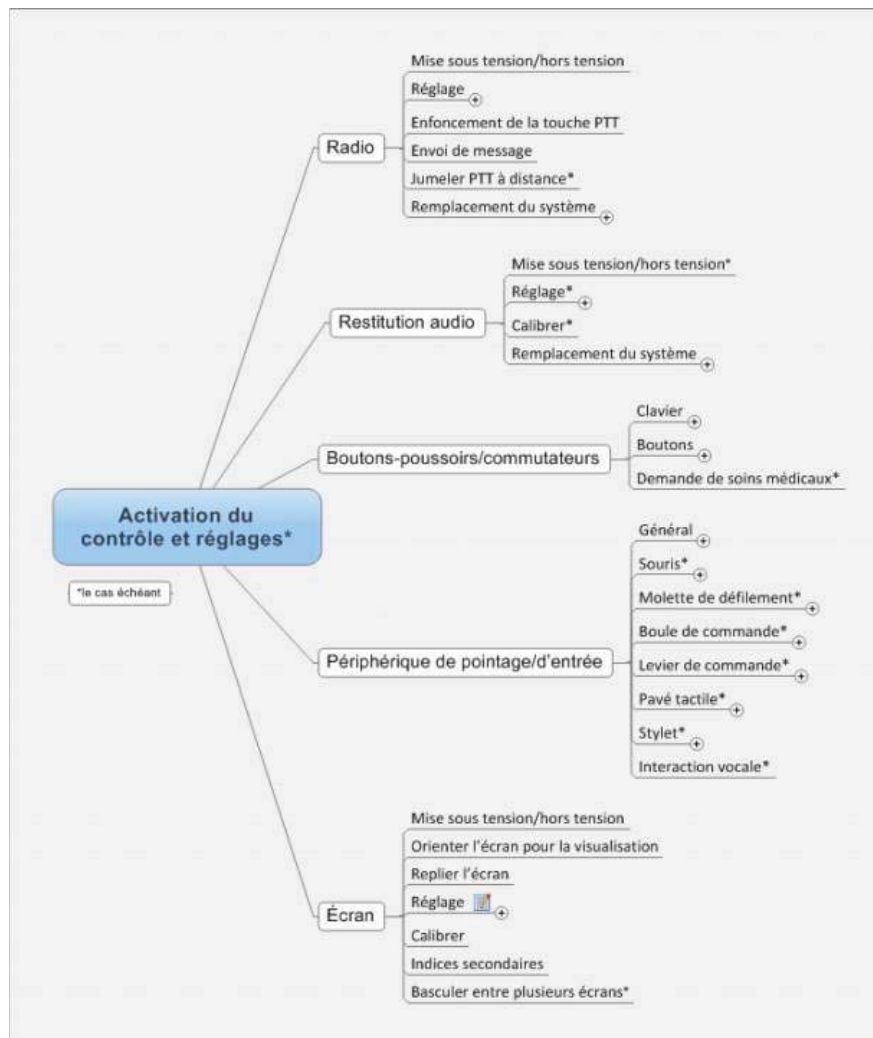 Mise sous tension/hors tension
Réglage
Enfoncement de la touche PTT
Radio
Envoi de message
Jumeler PTT à distance*
Remplacement du système
Mise sous tension/hors tension*
Réglage*
Restitution audio
Calibrer*
Remplacement du système
Clavier
Boutons-poussoirs/commutateurs
Boutons
Demande de soins médicaux*
Activation du
contrôle et réglages*
*le cas échéant
Général
Souris*
Molette de défilement*
Boule de commande*
Périphérique de pointage/d'entrée
Levier de commande*
Pavé tactile*
Stylet*
Interaction vocale*
Mise sous tension/hors tension
Orienter l'écran pour la visualisation
Replier l'écran
Réglage
Écran
Calibrer
Indices secondaires
Basculer entre plusieurs écrans*